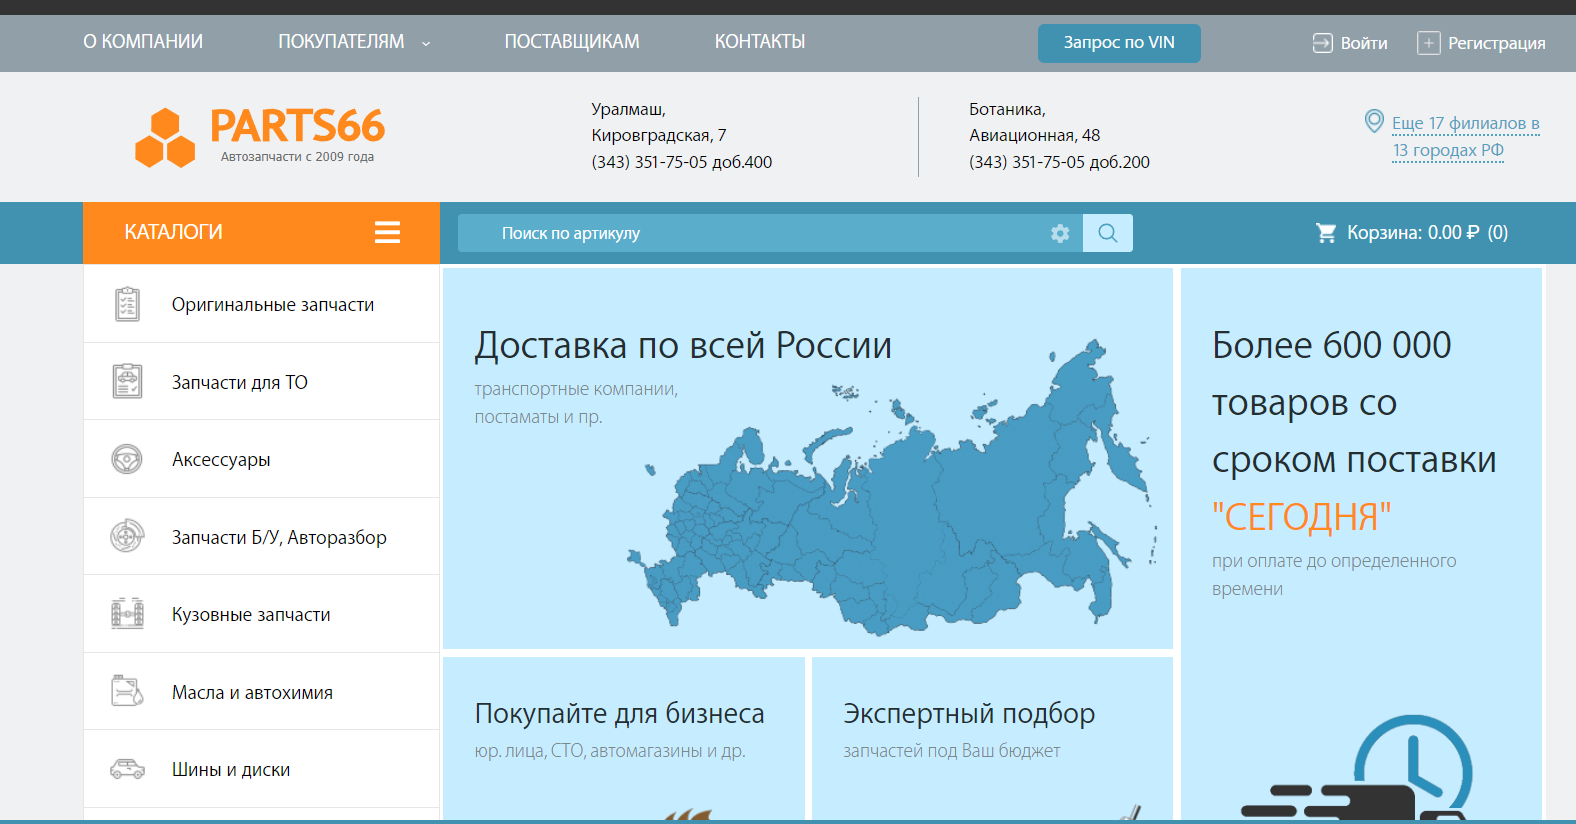 О КОМПАНИИ
ПОКУПАТЕЛЯМ
ПОСТАВЩИКАМ
КОНТАКТЫ
Запрос по VIN
Войти
Регистрация
PARTS66
Автозапчасти с 2009 года
Уралмаш,
Кировградская, 7
(343) 351-75-05 доб.400
Ботаника,
Авиационная, 48
(343) 351-75-05 доб.200
Еще 17 филиалов в
13 городах РФ
КАТАЛОГИ
Поиск по артикулу
Корзина: 0.00 ₽ (0)
Оригинальные запчасти
Запчасти для ТО
Аксессуары
Запчасти Б/У, Авторазбор
Кузовные запчасти
Масла и автохимия
Шины и диски
Доставка по всей России
транспортные компании,
постаматы и пр.
Более 600 000
товаров со
сроком поставки
"СЕГОДНЯ"
при оплате до определенного
времени
Покупайте для бизнеса
юр. лица, СТО, автомагазины и др.
Экспертный подбор
запчастей под Ваш бюджет